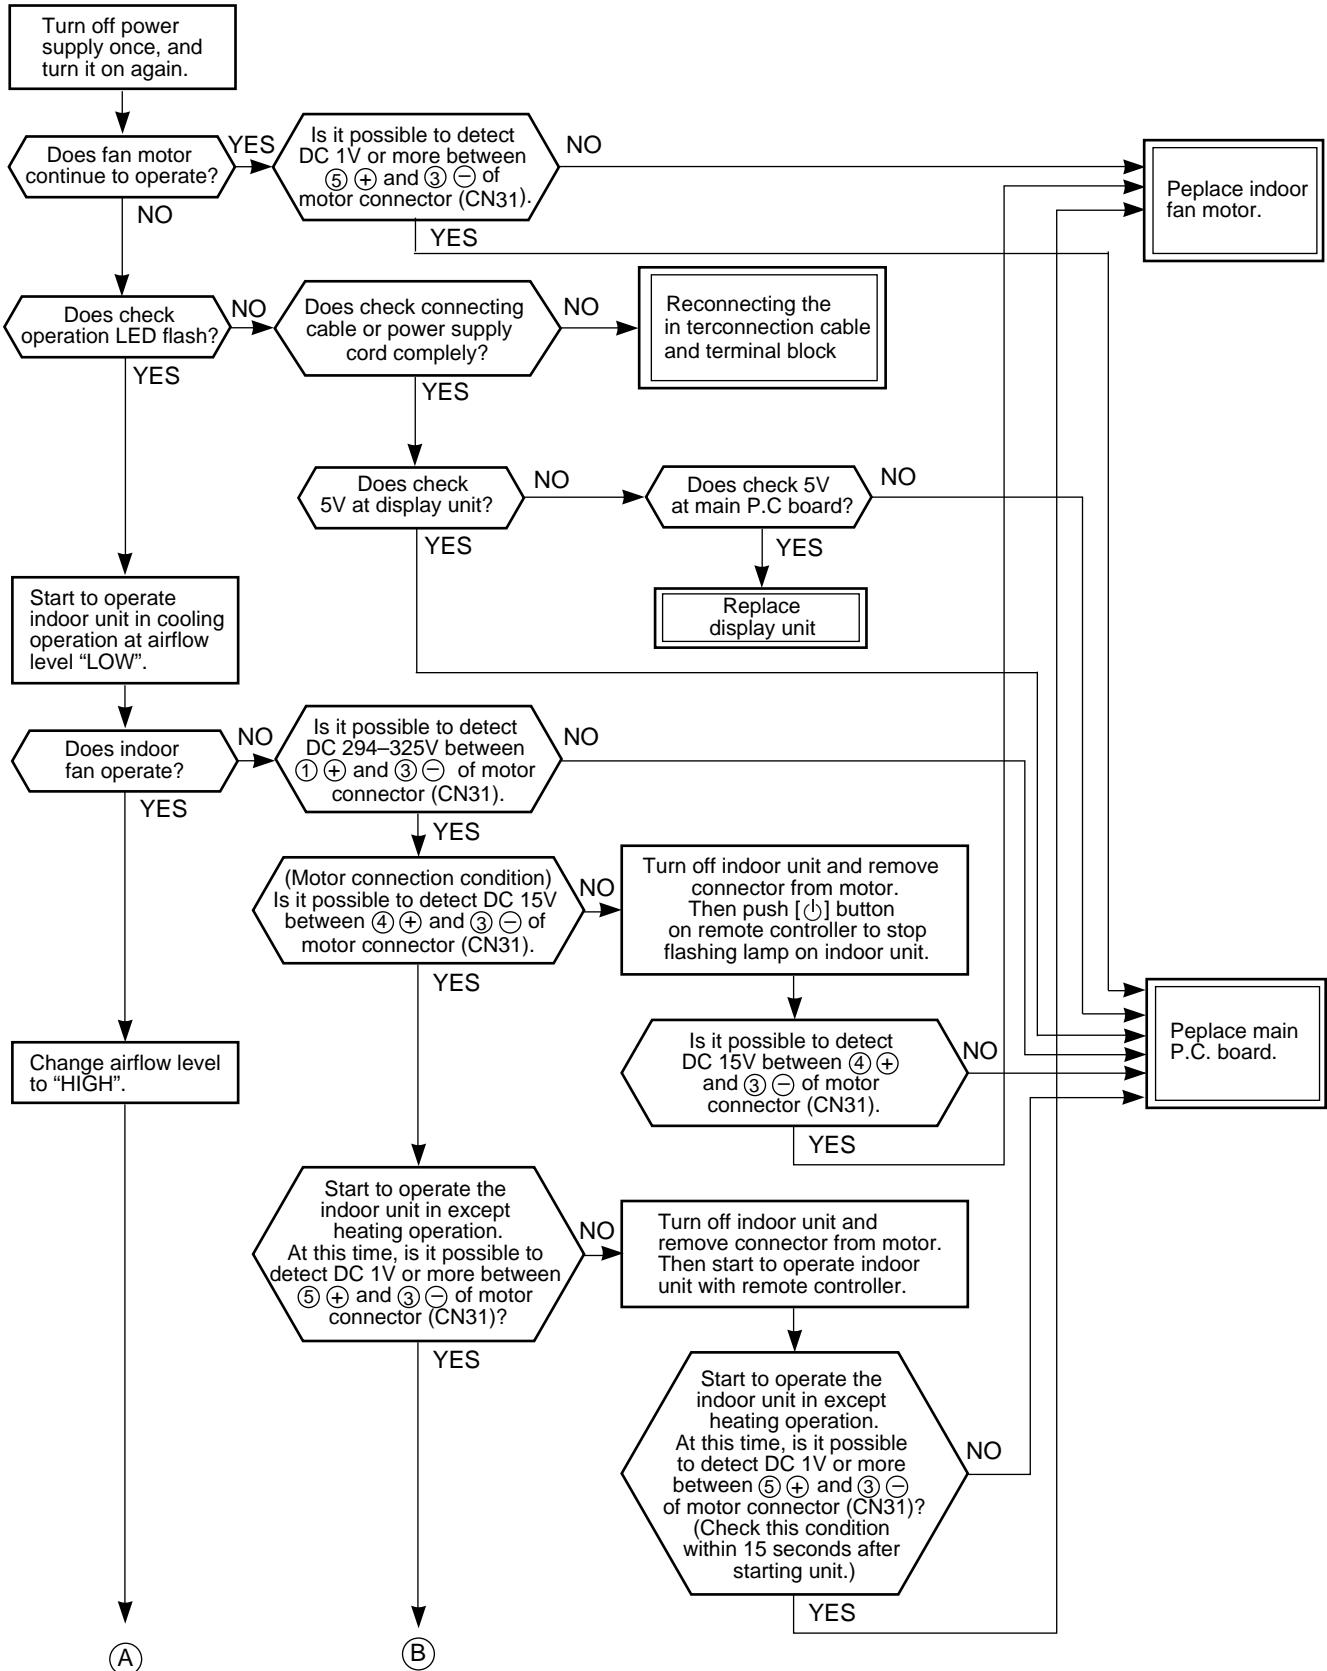 Turn off power
supply once, and
turn it on again.
Does fan motor
continue to operate?
YES
NO
Is it possible to detect
DC 1V or more between
⑤ ⊕ and ③ ⊖ of
motor connector (CN31).
NO
YES
Peplace indoor
fan motor.
Does check
operation LED flash?
NO
YES
Does check connecting
cable or power supply
cord complely?
NO
YES
Reconnecting the
in terconnection cable
and terminal block
Does check
5V at display unit?
NO
YES
Does check 5V
at main P.C board?
NO
YES
Replace
display unit
Start to operate
indoor unit in cooling
operation at airflow
level “LOW”.
Does indoor
fan operate?
NO
YES
Is it possible to detect
DC 294–325V between
① ⊕ and ③ ⊖ of motor
connector (CN31).
NO
YES
(Motor connection condition)
Is it possible to detect DC 15V
between ④ ⊕ and ③ ⊖ of
motor connector (CN31).
NO
YES
Turn off indoor unit and remove
connector from motor.
Then push [⏻] button
on remote controller to stop
flashing lamp on indoor unit.
Is it possible to detect
DC 15V between ④ ⊕
and ③ ⊖ of motor
connector (CN31).
NO
YES
Peplace main
P.C. board.
Change airflow level
to “HIGH”.
Start to operate the
indoor unit in except
heating operation.
At this time, is it possible to
detect DC 1V or more between
⑤ ⊕ and ③ ⊖ of motor
connector (CN31)?
NO
YES
Turn off indoor unit and
remove connector from motor.
Then start to operate indoor
unit with remote controller.
Start to operate the
indoor unit in except
heating operation.
At this time, is it possible
to detect DC 1V or more
between ⑤ ⊕ and ③ ⊖
of motor connector (CN31)?
(Check this condition
within 15 seconds after
starting unit.)
NO
YES
Ⓐ
Ⓑ